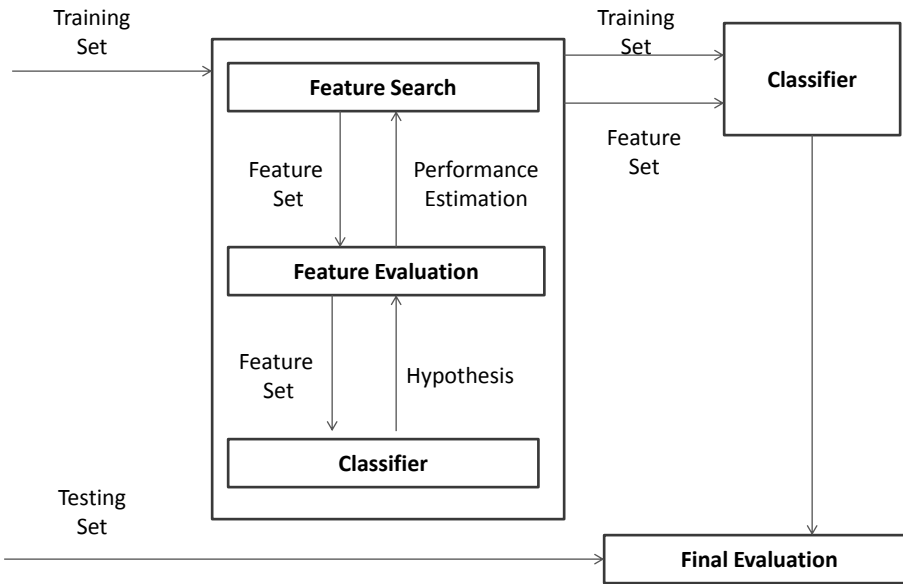 Training
Set
Training
Set
Feature Search
Classifier
Feature
Set
Feature
Set
Performance
Estimation
Feature Evaluation
Feature
Set
Hypothesis
Classifier
Testing
Set
Final Evaluation